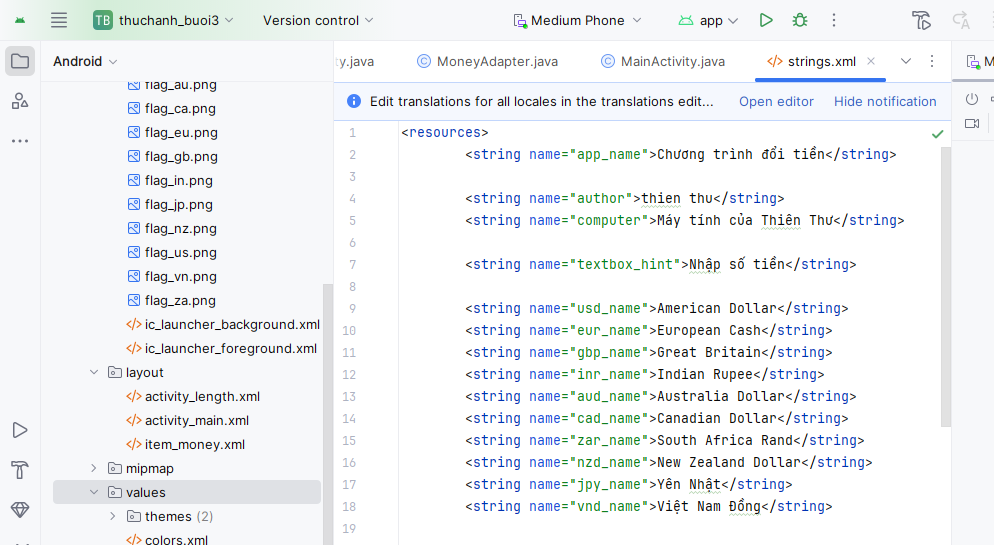 TB thuchanh_buoi3 Version control Medium Phone app
Android
ty.java MoneyAdapter.java MainActivity.java strings.xml M
Edit translations for all locales in the translations edit... Open editor Hide notification
flag_au.png
flag_ca.png
flag_eu.png
flag_gb.png
flag_in.png
flag_jp.png
flag_nz.png
flag_us.png
flag_vn.png
flag_za.png
ic_launcher_background.xml
ic_launcher_foreground.xml
layout
activity_length.xml
activity_main.xml
item_money.xml
mipmap
values
themes (2)
colors.xml
1 <resources>
2 <string name="app_name">Chương trình đổi tiền</string>
3
4 <string name="author">thien thu</string>
5 <string name="computer">Máy tính của Thiên Thư</string>
6
7 <string name="textbox_hint">Nhập số tiền</string>
8
9 <string name="usd_name">American Dollar</string>
10 <string name="eur_name">European Cash</string>
11 <string name="gbp_name">Great Britain</string>
12 <string name="inr_name">Indian Rupee</string>
13 <string name="aud_name">Australia Dollar</string>
14 <string name="cad_name">Canadian Dollar</string>
15 <string name="zar_name">South Africa Rand</string>
16 <string name="nzd_name">New Zealand Dollar</string>
17 <string name="jpy_name">Yên Nhật</string>
18 <string name="vnd_name">Việt Nam Đồng</string>
19